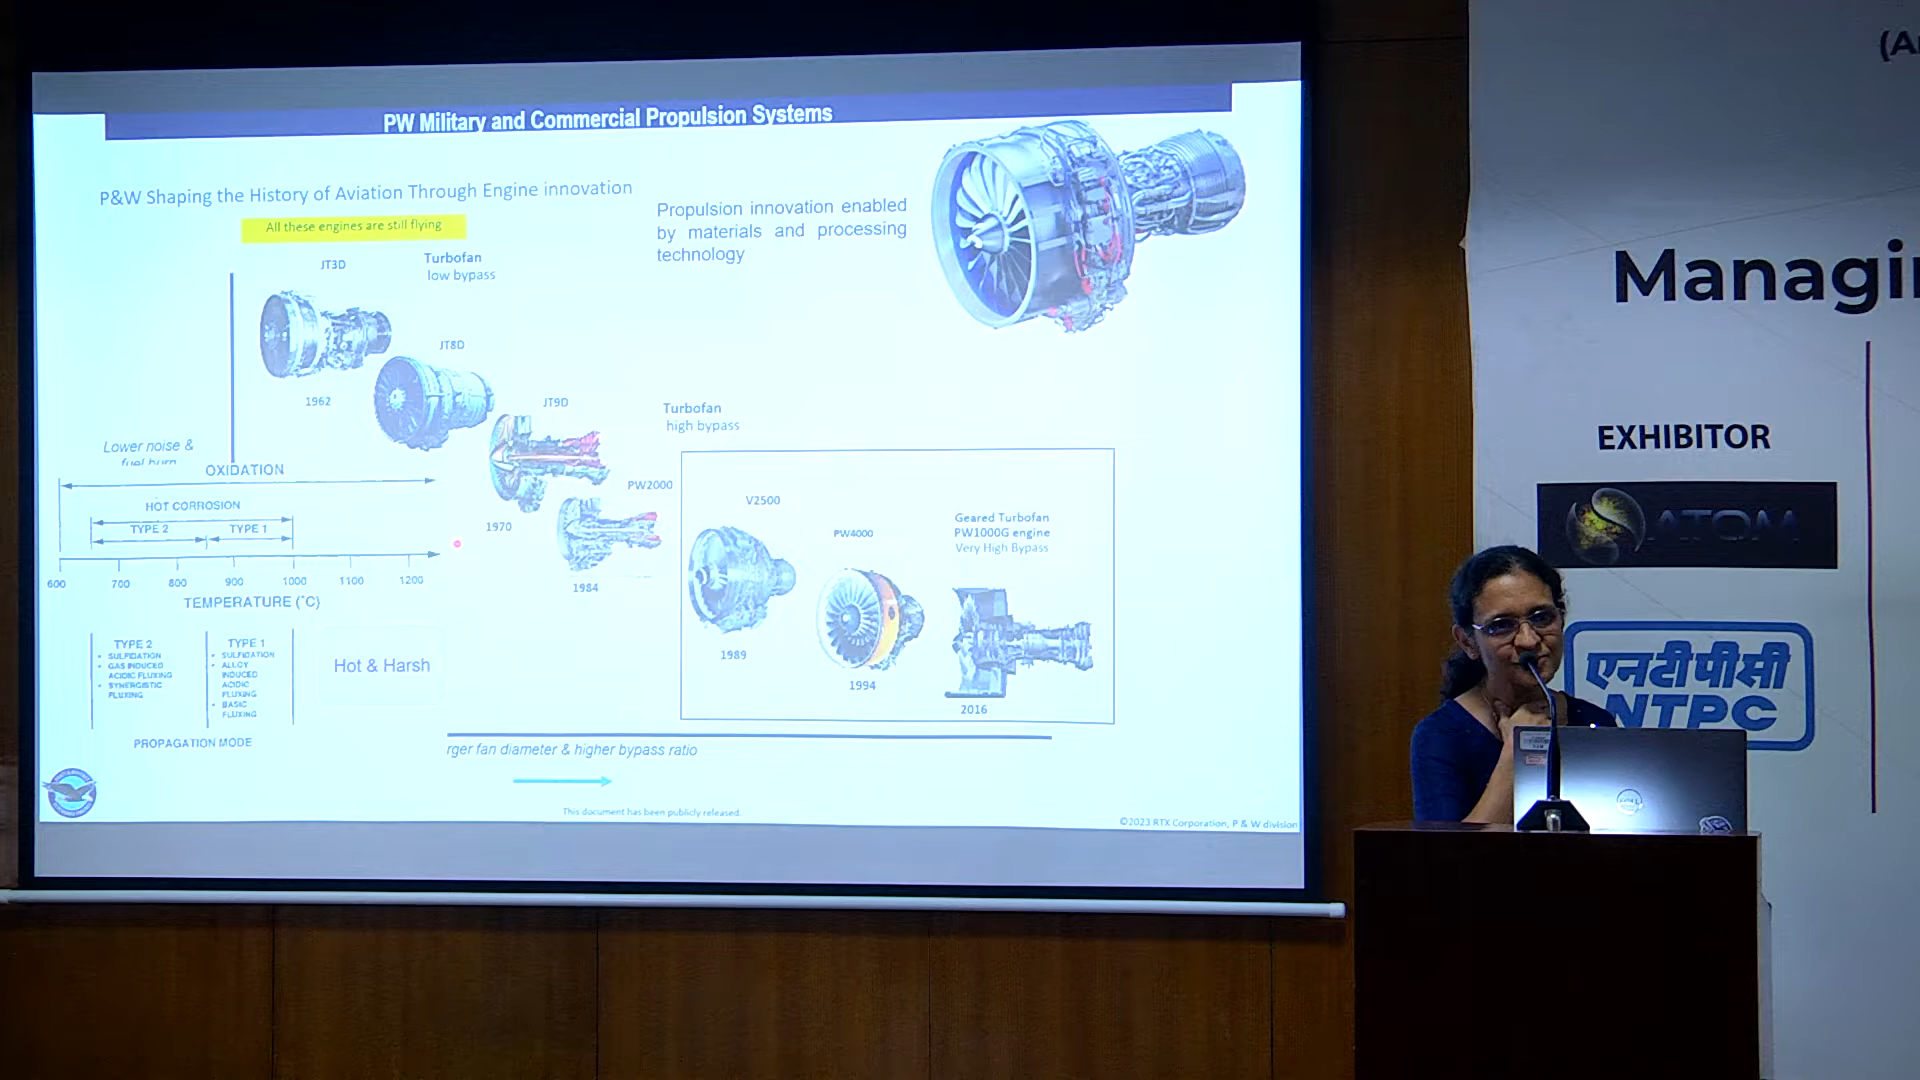 PW Military and Commercial Propulsion Systems
P&W Shaping the History of Aviation Through Engine innovation
All these engines are still flying
Propulsion innovation enabled
by materials and processing
technology
JT3D
Turbofan
low bypass
JT8D
1962
JT9D
Turbofan
high bypass
Lower noise &
fuel burn
OXIDATION
HOT CORROSION
TYPE 2
TYPE 1
600
700
800
900
1000
1100
1200
TEMPERATURE (°C)
1970
PW2000
1984
V2500
1989
PW4000
1994
Geared Turbofan
PW1000G engine
Very High Bypass
2016
TYPE 2
• SULFIDATION
• GAS INDUCED
ACIDIC FLUXING
• SYNERGISTIC
FLUXING
TYPE 1
• SULFIDATION
• ALLOY
INDUCED
ACIDIC
FLUXING
• BASIC
FLUXING
Hot & Harsh
PROPAGATION MODE
rger fan diameter & higher bypass ratio
This document has been publicly released.
©2023 RTX Corporation, P & W division
(A
Managin
EXHIBITOR
ATOM
एनटीपीसी
NTPC
DELL